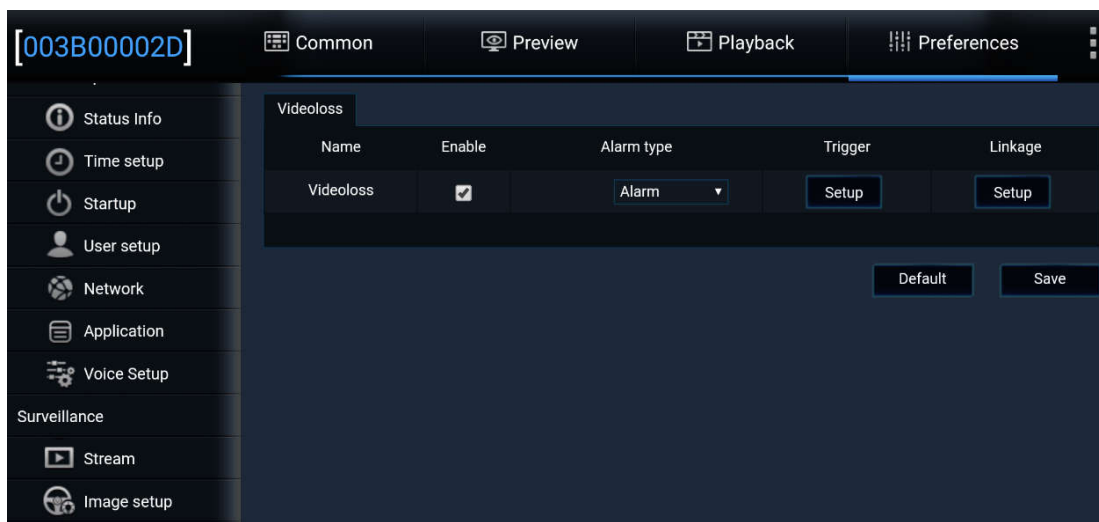 [003B00002D]
Common
Preview
Playback
Preferences
Status Info
Time setup
Startup
User setup
Network
Application
Voice Setup
Surveillance
Stream
Image setup
Videoloss
Name Enable Alarm type Trigger Linkage
Videoloss Alarm Setup Setup
Default Save